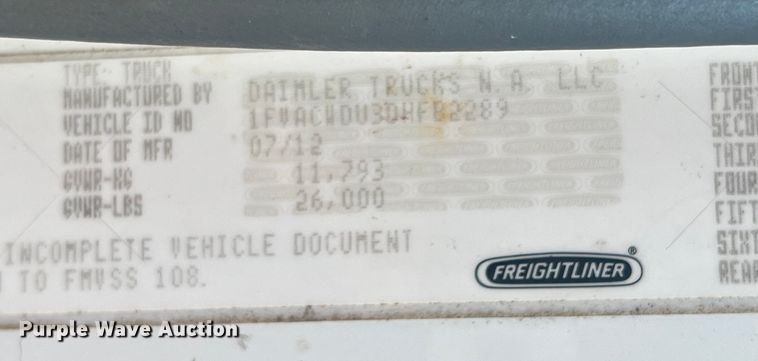 TYPE TRUCK
MANUFACTURED BY DAIMLER TRUCKS N.A. LLC
VEHICLE ID NO 1FVACWDU3DHFB2289
DATE OF MFR 07/12
GVWR-KG 11,793
GVWR-LBS 26,000
INCOMPLETE VEHICLE DOCUMENT
TO FMVSS 108.
FRONT
FIRS
SECO
THIR
FOUR
FIFT
SIXT
REAR
FREIGHTLINER®
Purple Wave Auction